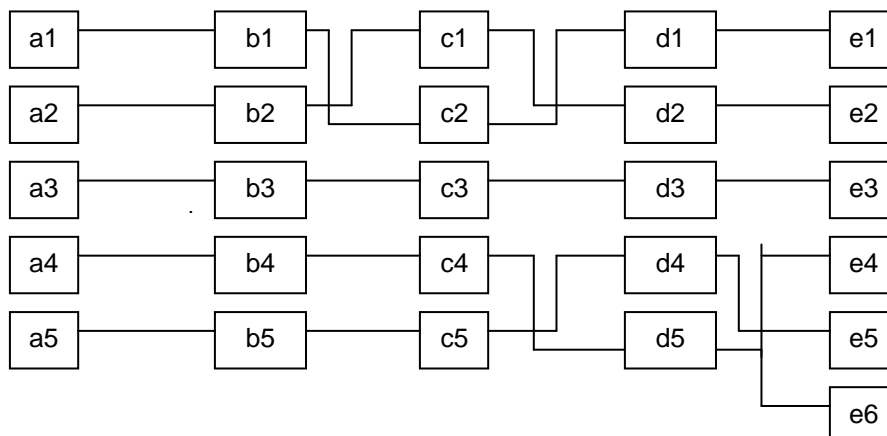 a1 b1 c1 d1 e1
a2 b2 c2 d2 e2
a3 b3 c3 d3 e3
a4 b4 c4 d4 e4
a5 b5 c5 d5 e5
e6